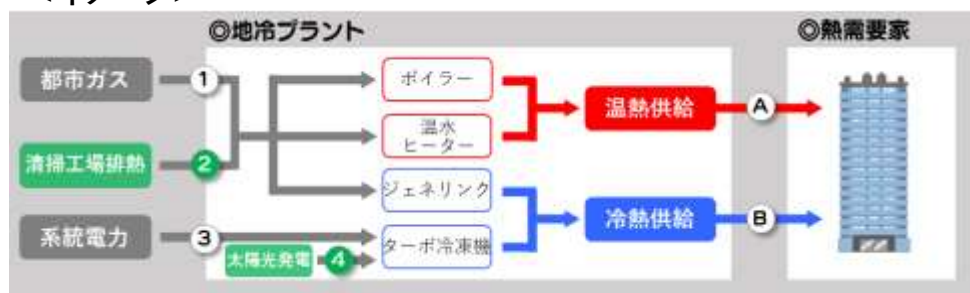 ◎地冷プラント
◎熱需要家
都市ガス
1
ボイラー
温熱供給
A
温水
ヒーター
清掃工場排熱
2
ジェネリンク
冷熱供給
B
系統電力
3
ターボ冷凍機
太陽光発電
4